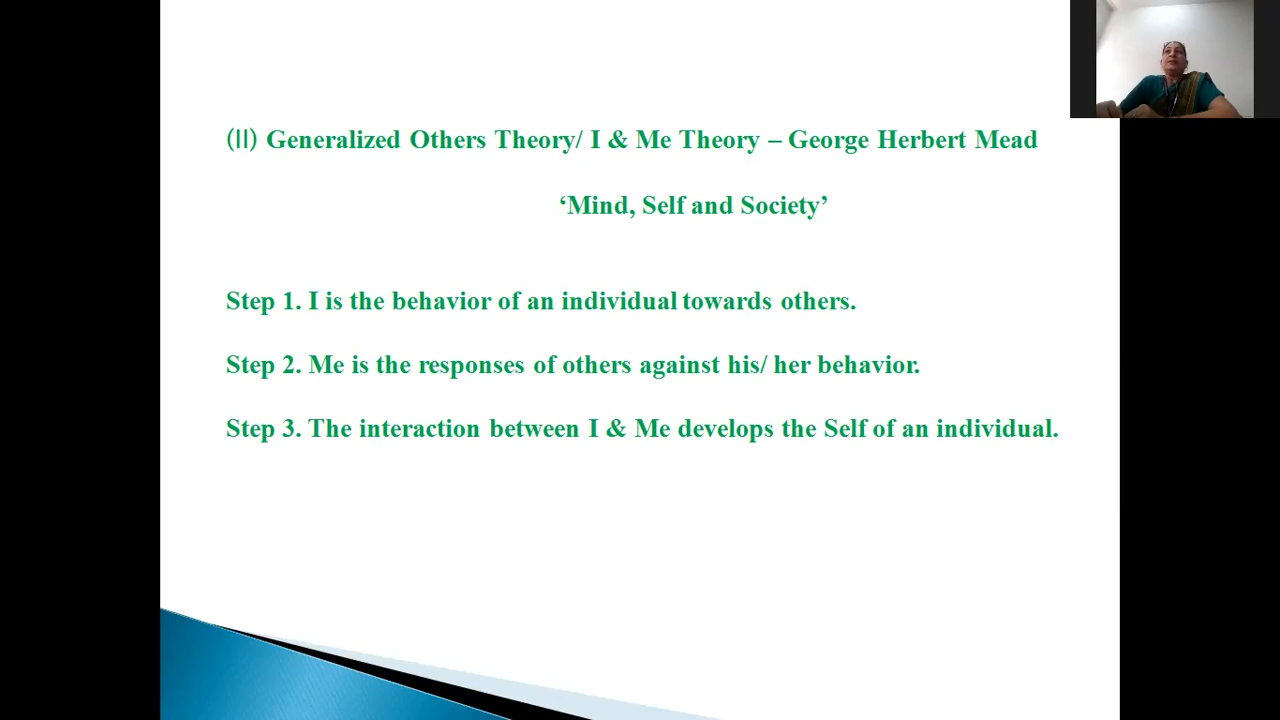 (II) Generalized Others Theory/ I & Me Theory – George Herbert Mead
‘Mind, Self and Society’
Step 1. I is the behavior of an individual towards others.
Step 2. Me is the responses of others against his/ her behavior.
Step 3. The interaction between I & Me develops the Self of an individual.